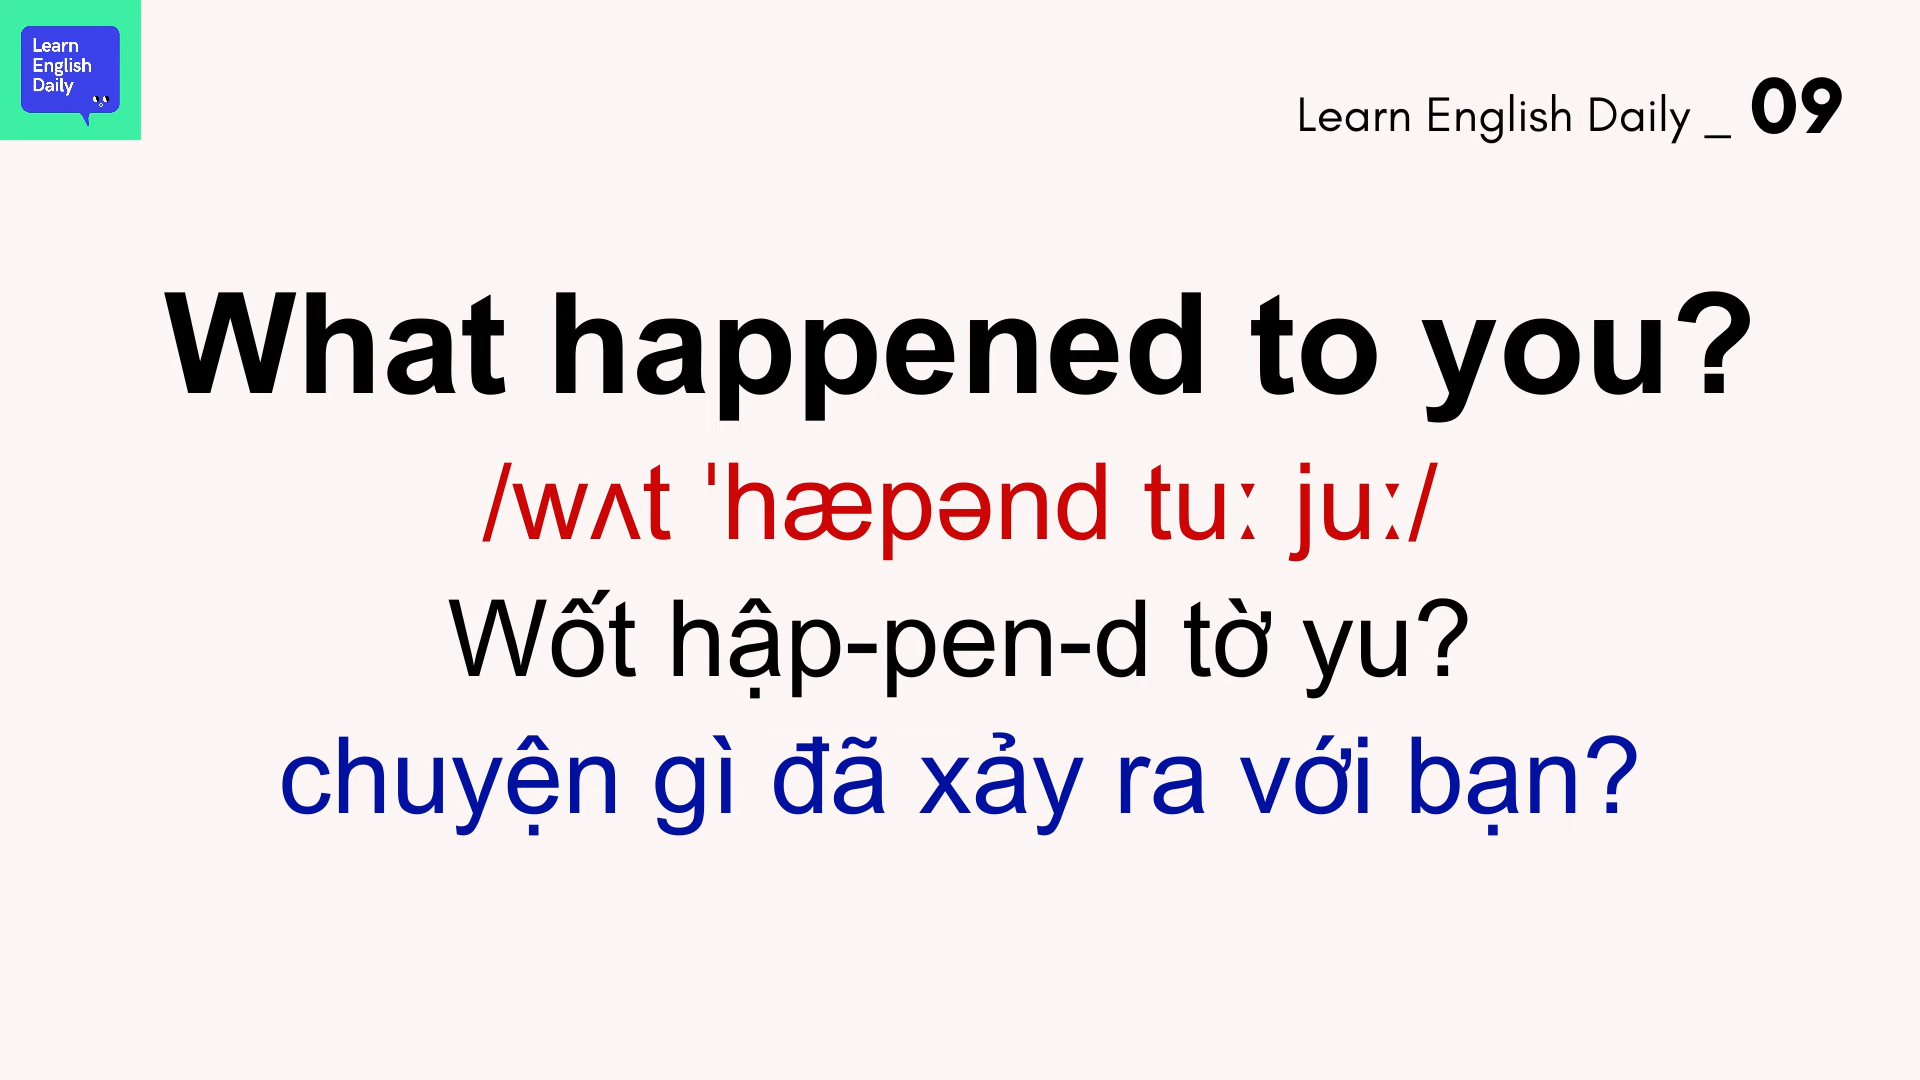 Learn
English
Daily
Learn English Daily _ 09
What happened to you?
/wʌt ˈhæpənd tuː juː/
Wốt hập-pen-d tờ yu?
chuyện gì đã xảy ra với bạn?